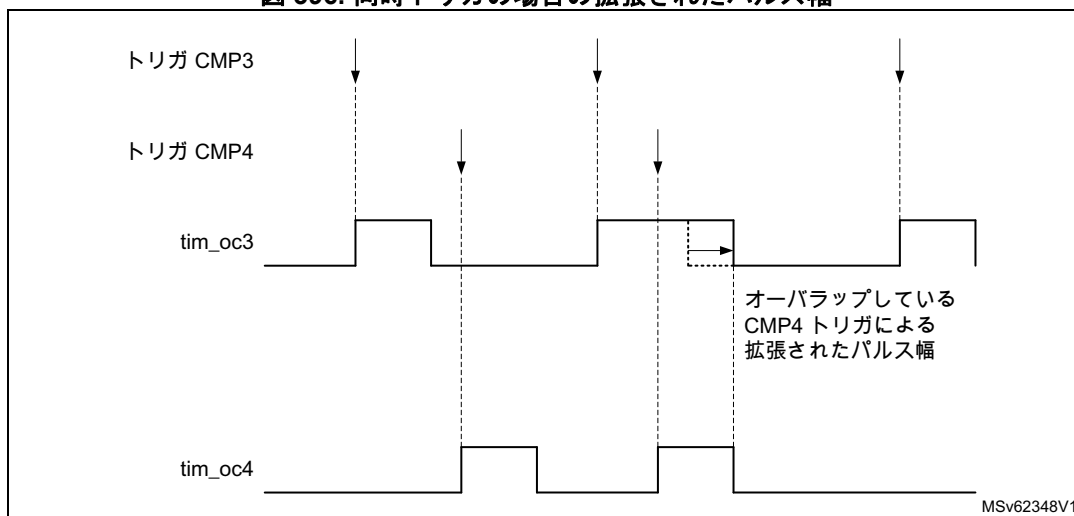 トリガ CMP3
トリガ CMP4
tim_oc3
オーバラップしている
CMP4 トリガによる
拡張されたパルス幅
tim_oc4
MSv62348V1